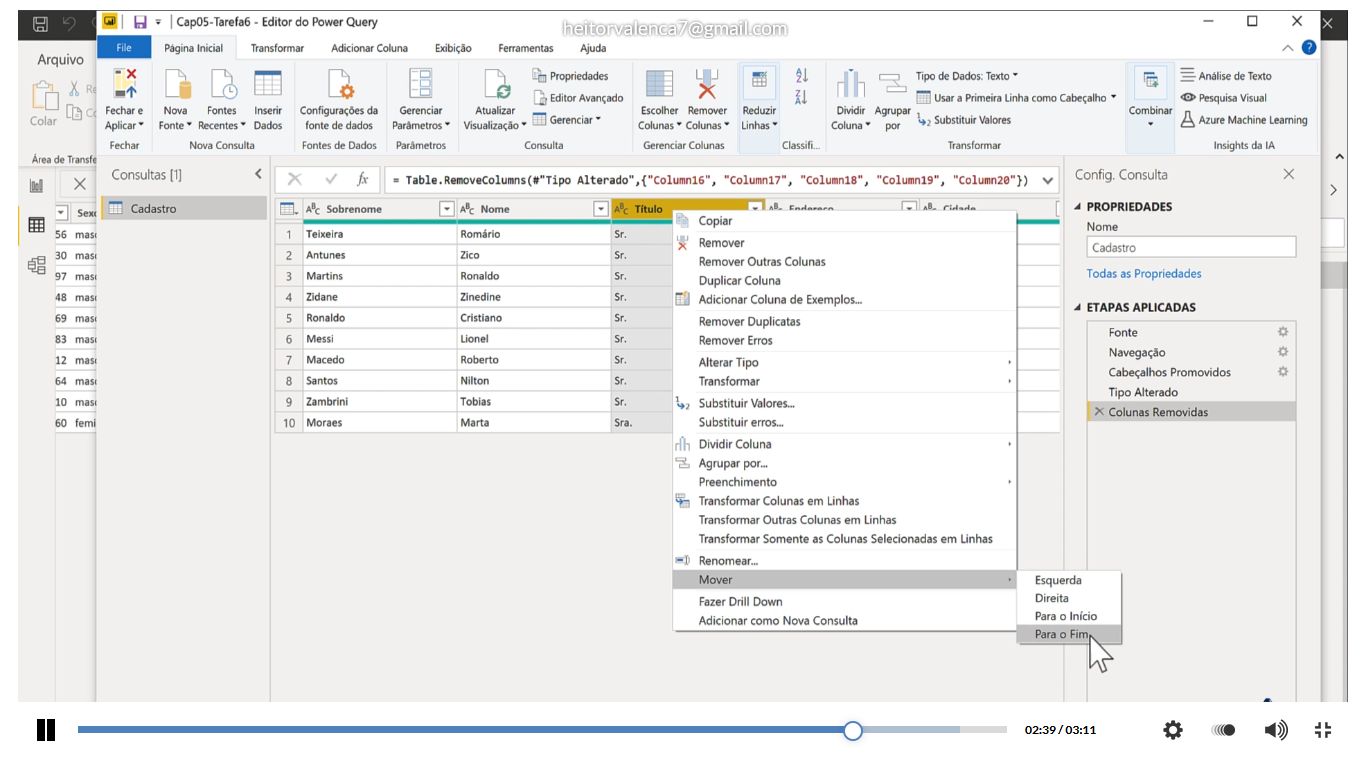 Cap05-Tarefa6 - Editor do Power Query
heitorvalenca7@gmail.com
Arquivo
File Página Inicial Transformar Adicionar Coluna Exibição Ferramentas Ajuda
Colar
Área de Transfe
Fechar e Aplicar
Fechar
Nova Fonte
Fontes Recentes
Inserir Dados
Nova Consulta
Configurações da fonte de dados
Fontes de Dados
Gerenciar Parâmetros
Parâmetros
Atualizar Visualização
Propriedades
Editor Avançado
Gerenciar
Consulta
Escolher Colunas
Remover Colunas
Gerenciar Colunas
Reduzir Linhas
Classifi...
Dividir Coluna
Agrupar por
Tipo de Dados: Texto
Usar a Primeira Linha como Cabeçalho
Substituir Valores
Transformar
Combinar
Análise de Texto
Pesquisa Visual
Azure Machine Learning
Insights da IA
Consultas [1]
Cadastro
fx = Table.RemoveColumns(#"Tipo Alterado",{"Column16", "Column17", "Column18", "Column19", "Column20"})
Sobrenome Nome Título Endereço Cidade
1 Teixeira Romário Sr.
2 Antunes Zico Sr.
3 Martins Ronaldo Sr.
4 Zidane Zinedine Sr.
5 Ronaldo Cristiano Sr.
6 Messi Lionel Sr.
7 Macedo Roberto Sr.
8 Santos Nilton Sr.
9 Zambrini Tobias Sr.
10 Moraes Marta Sra.
Sexo
56 masc
30 masc
97 masc
48 masc
69 masc
83 masc
12 masc
64 masc
10 masc
60 femi
Copiar
Remover
Remover Outras Colunas
Duplicar Coluna
Adicionar Coluna de Exemplos...
Remover Duplicatas
Remover Erros
Alterar Tipo
Transformar
Substituir Valores...
Substituir erros...
Dividir Coluna
Agrupar por...
Preenchimento
Transformar Colunas em Linhas
Transformar Outras Colunas em Linhas
Transformar Somente as Colunas Selecionadas em Linhas
Renomear...
Mover
Fazer Drill Down
Adicionar como Nova Consulta
Esquerda
Direita
Para o Início
Para o Fim
Config. Consulta
PROPRIEDADES
Nome
Cadastro
Todas as Propriedades
ETAPAS APLICADAS
Fonte
Navegação
Cabeçalhos Promovidos
Tipo Alterado
Colunas Removidas
02:39 / 03:11